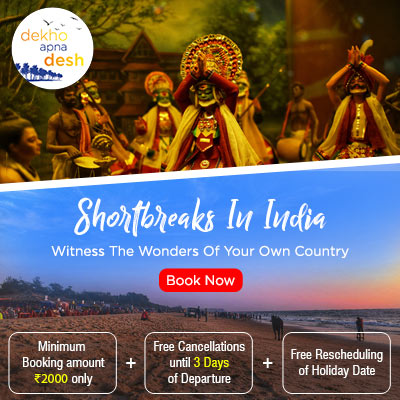 dekho
apna
desh
Shortbreaks In India
Witness The Wonders Of Your Own Country
Book Now
Minimum
Booking amount
₹2000 only
+
Free Cancellations
until 3 Days
of Departure
+
Free Rescheduling
of Holiday Date